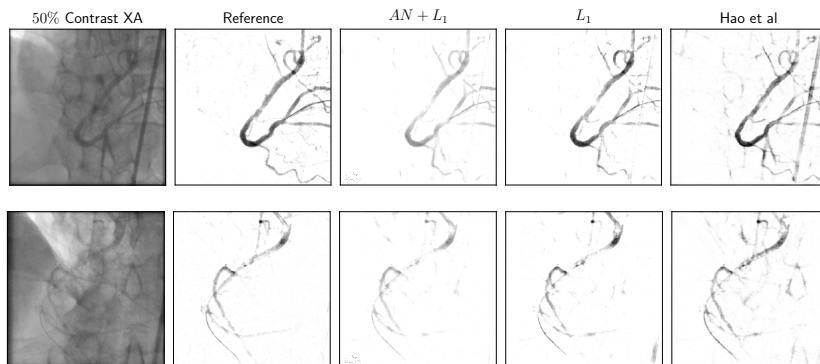 50% Contrast XA Reference AN + L₁ L₁ Hao et al